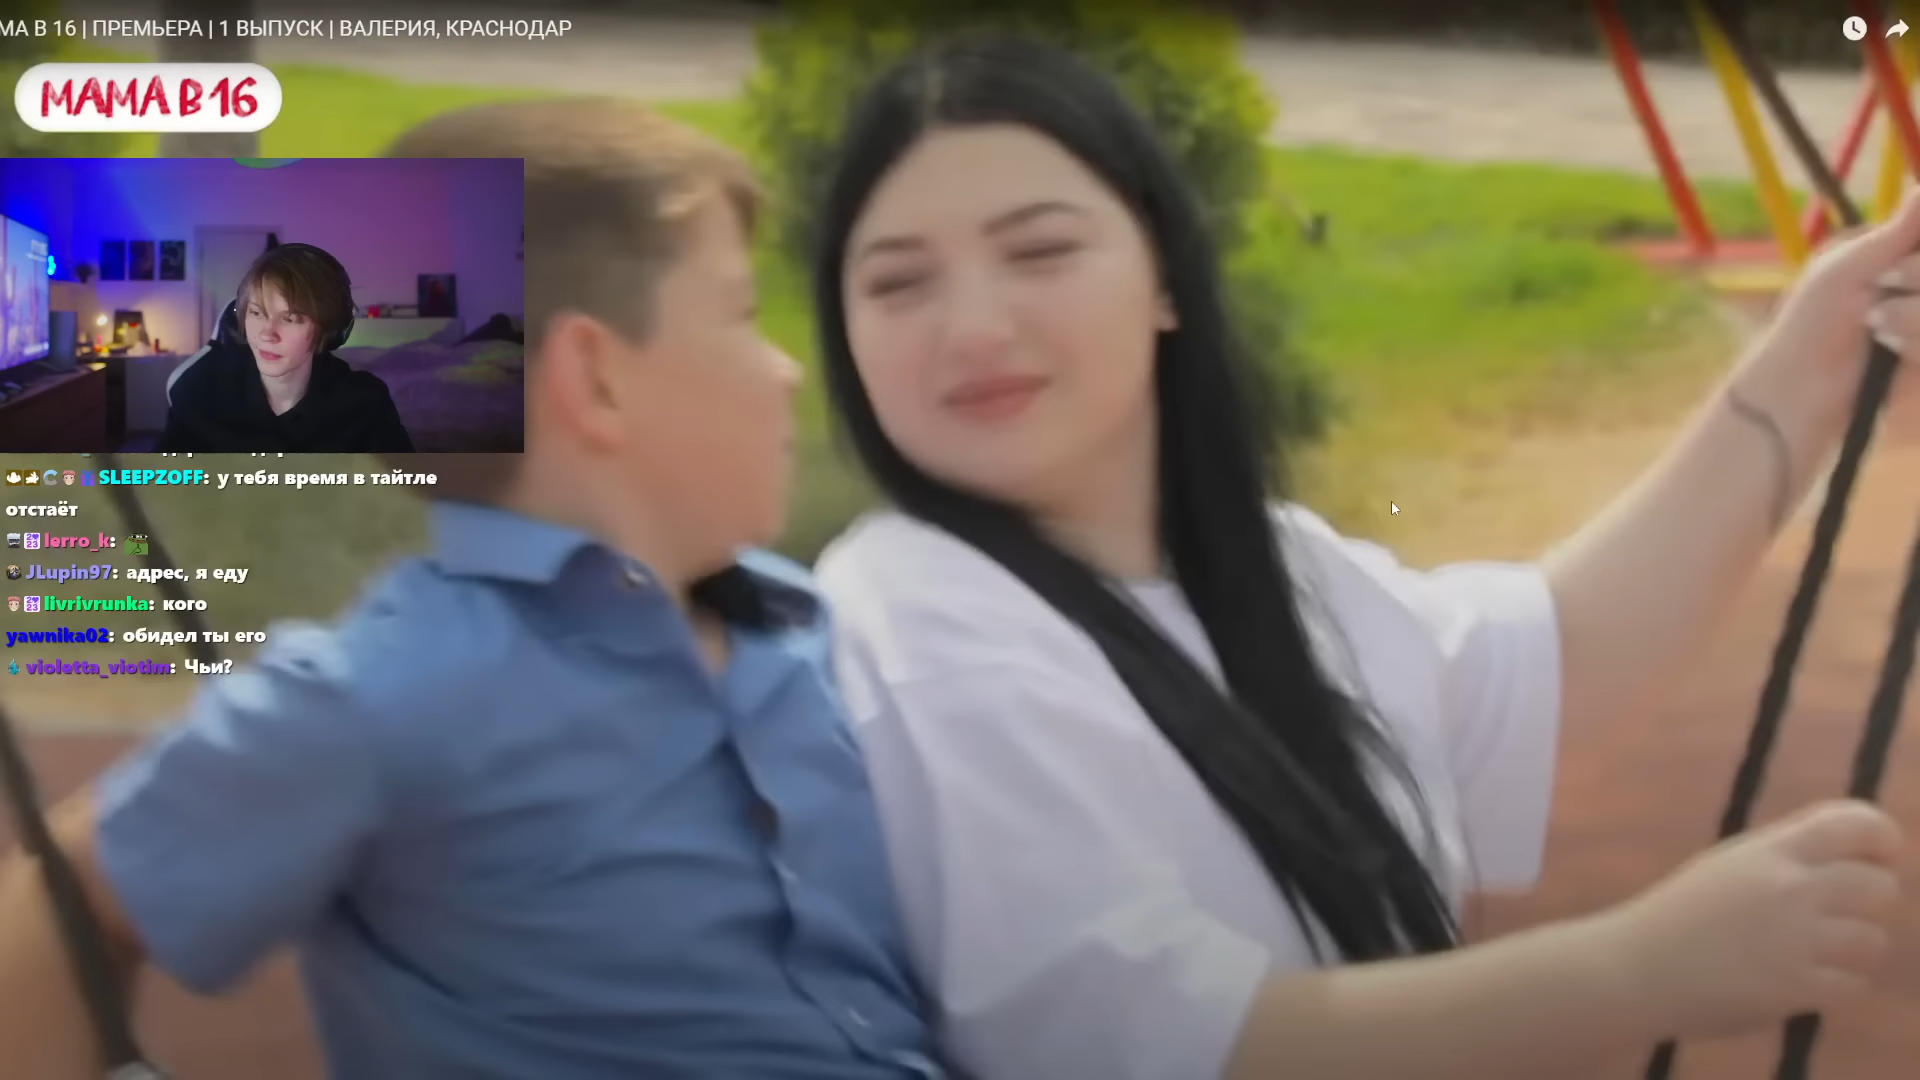 МА В 16 | ПРЕМЬЕРА | 1 ВЫПУСК | ВАЛЕРИЯ, КРАСНОДАР
МАМА В 16
SLEEPZOFF: у тебя время в тайтле
отстаёт
lerro_k:
JLupin97: адрес, я еду
livrivrunka: кого
yawnika02: обидел ты его
violetta_viotim: Чьи?